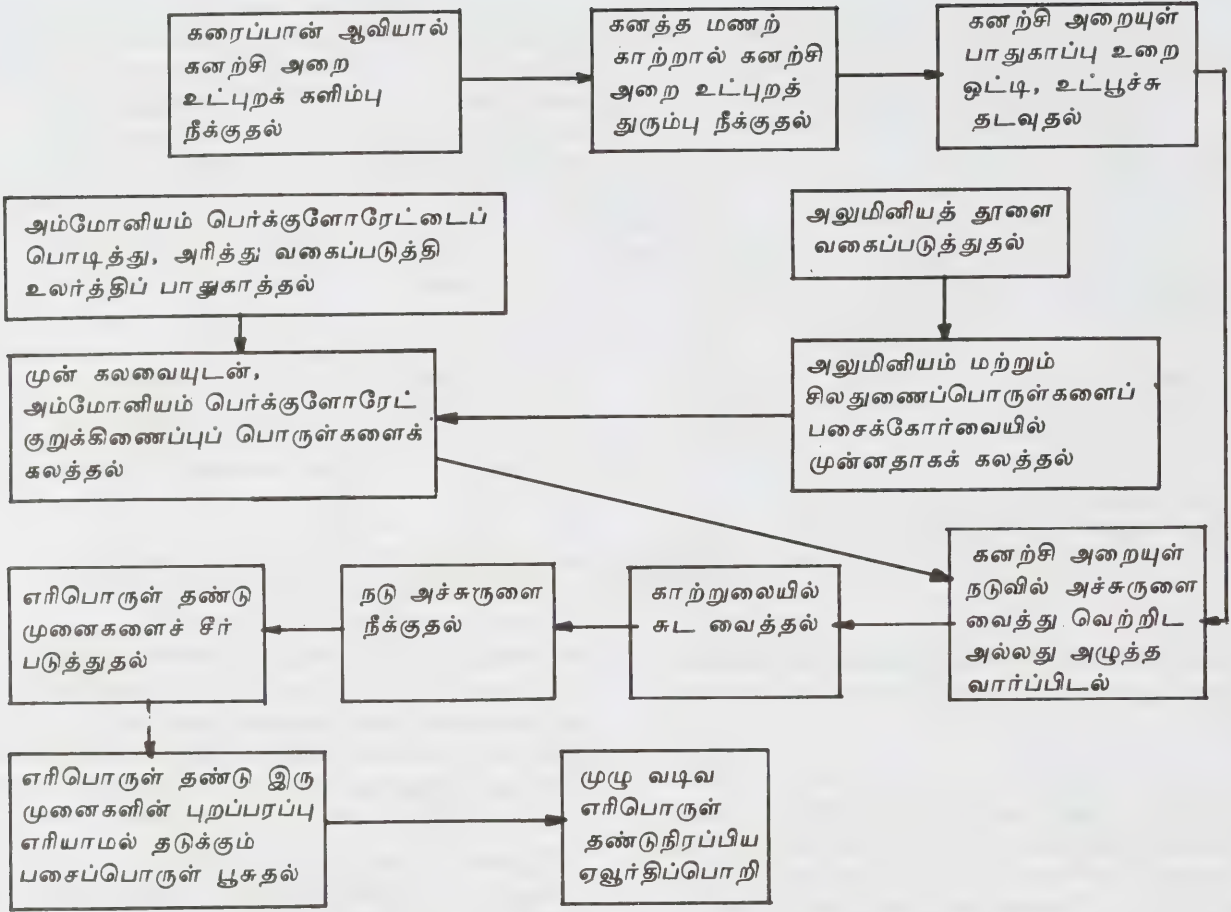 கரைப்பான் ஆவியால்
கனற்சி அறை
உட்புறக் களிம்பு
நீக்குதல்
கனத்த மணற்
காற்றால் கனற்சி
அறை உட்புறத்
துரும்பு நீக்குதல்
கனற்சி அறையுள்
பாதுகாப்பு உறை
ஒட்டி, உட்பூச்சு
தடவுதல்
அம்மோனியம் பெர்க்குளோரேட்டைப்
பொடித்து, அரித்து வகைப்படுத்தி
உலர்த்திப் பாதுகாத்தல்
அலுமினியத் தூளை
வகைப்படுத்துதல்
முன் கலவையுடன்,
அம்மோனியம் பெர்க்குளோரேட்
குறுக்கிணைப்புப் பொருள்களைக்
கலத்தல்
அலுமினியம் மற்றும்
சிலதுணைப்பொருள்களைப்
பசைக்கோர்வையில்
முன்னதாகக் கலத்தல்
எரிபொருள் தண்டு
முனைகளைச் சீர்
படுத்துதல்
நடு அச்சுருளை
நீக்குதல்
காற்றுலையில்
சுட வைத்தல்
கனற்சி அறையுள்
நடுவில் அச்சுருளை
வைத்து வெற்றிட
அல்லது அழுத்த
வார்ப்பிடல்
எரிபொருள் தண்டு இரு
முனைகளின் புறப்பரப்பு
எரியாமல் தடுக்கும்
பசைப்பொருள் பூசுதல்
முழு வடிவ
எரிபொருள்
தண்டுநிரப்பிய
ஏவூர்திப்பொறி